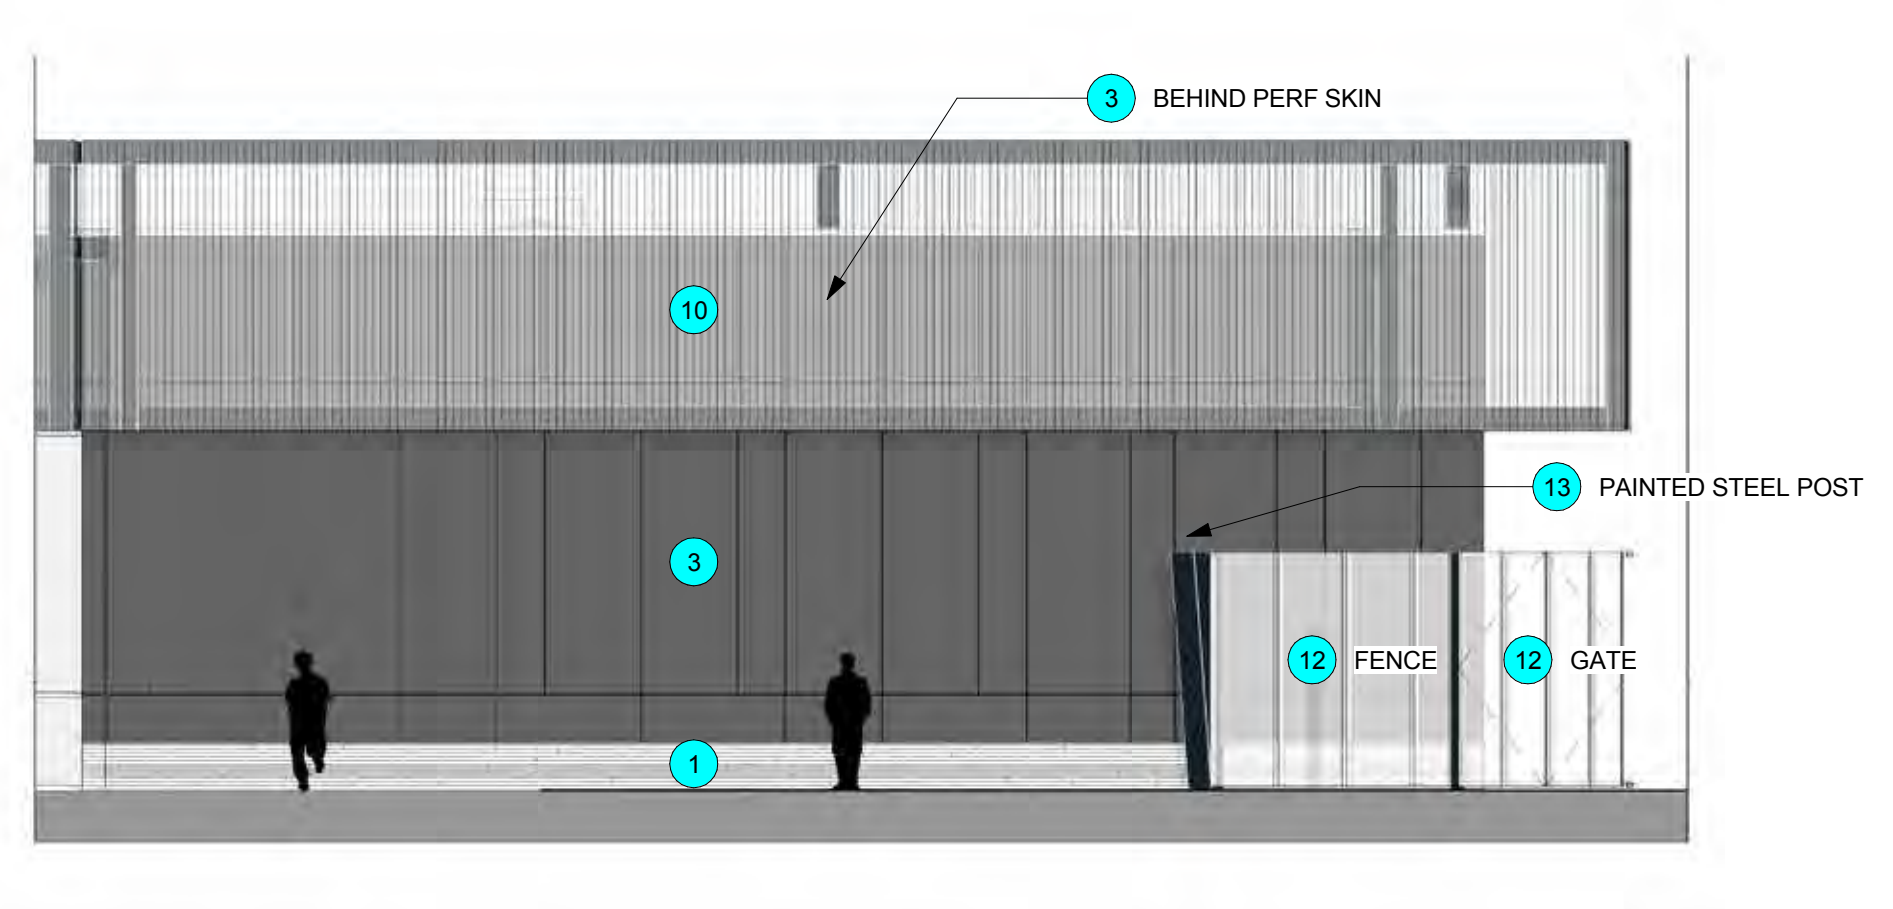 3 BEHIND PERF SKIN
10
13 PAINTED STEEL POST
3
12 FENCE
12 GATE
1